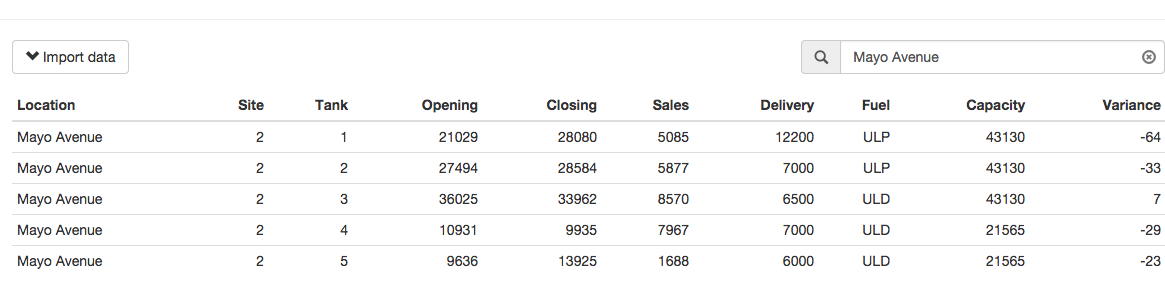 Import data Mayo Avenue
Location Site Tank Opening Closing Sales Delivery Fuel Capacity Variance
Mayo Avenue 2 1 21029 28080 5085 12200 ULP 43130 -64
Mayo Avenue 2 2 27494 28584 5877 7000 ULP 43130 -33
Mayo Avenue 2 3 36025 33962 8570 6500 ULD 43130 7
Mayo Avenue 2 4 10931 9935 7967 7000 ULD 21565 -29
Mayo Avenue 2 5 9636 13925 1688 6000 ULD 21565 -23